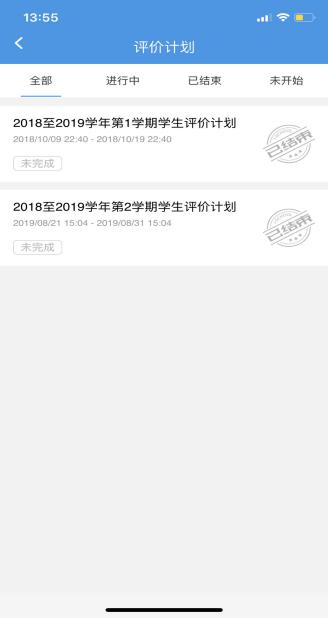 13:55
评价计划
全部 进行中 已结束 未开始
2018至2019学年第1学期学生评价计划
2018/10/09 22:40 - 2018/10/19 22:40
已结束
未完成
2018至2019学年第2学期学生评价计划
2019/08/21 15:04 - 2019/08/31 15:04
已结束
未完成